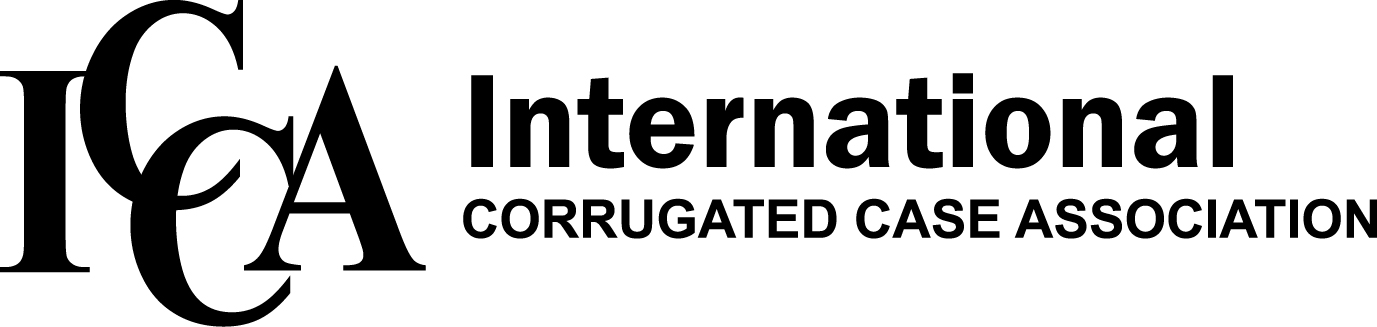 ICCA
International
CORRUGATED CASE ASSOCIATION